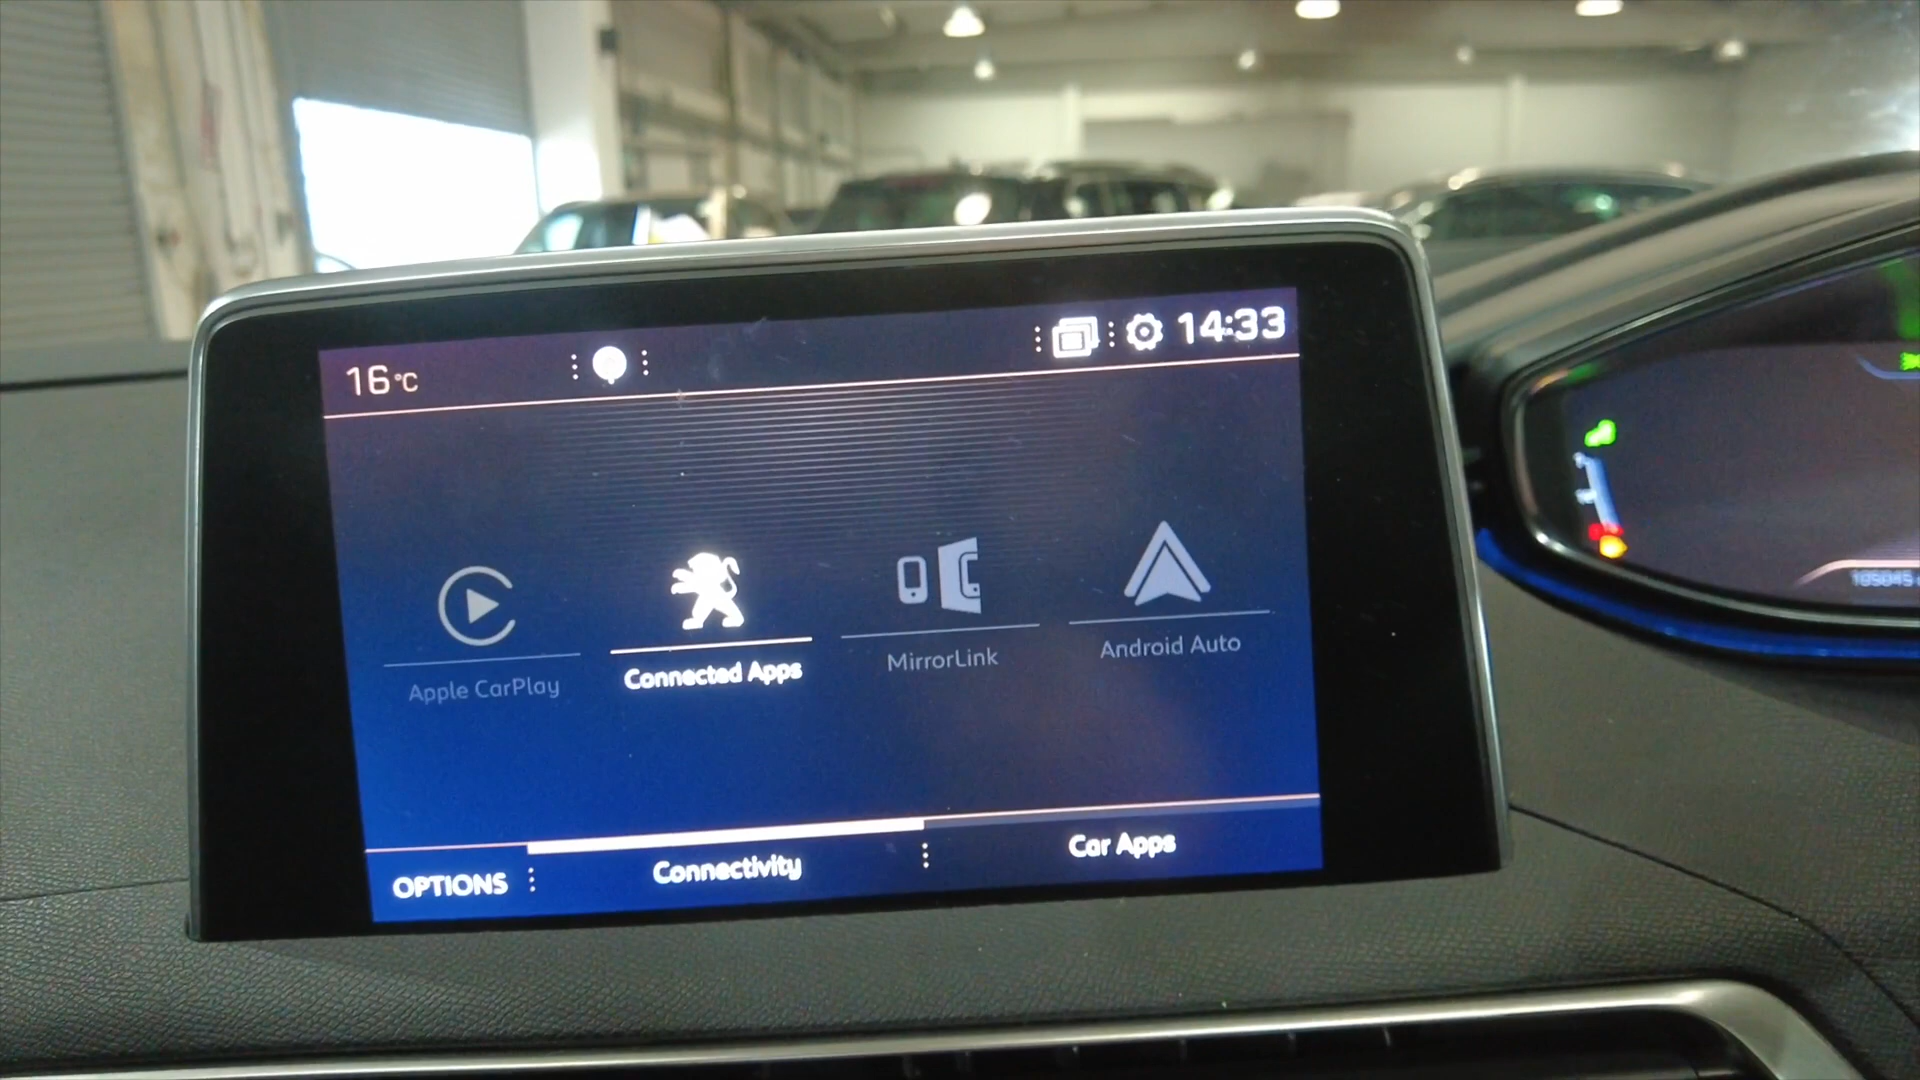 16°C
14:33
Apple CarPlay
Connected Apps
MirrorLink
Android Auto
OPTIONS
Connectivity
Car Apps